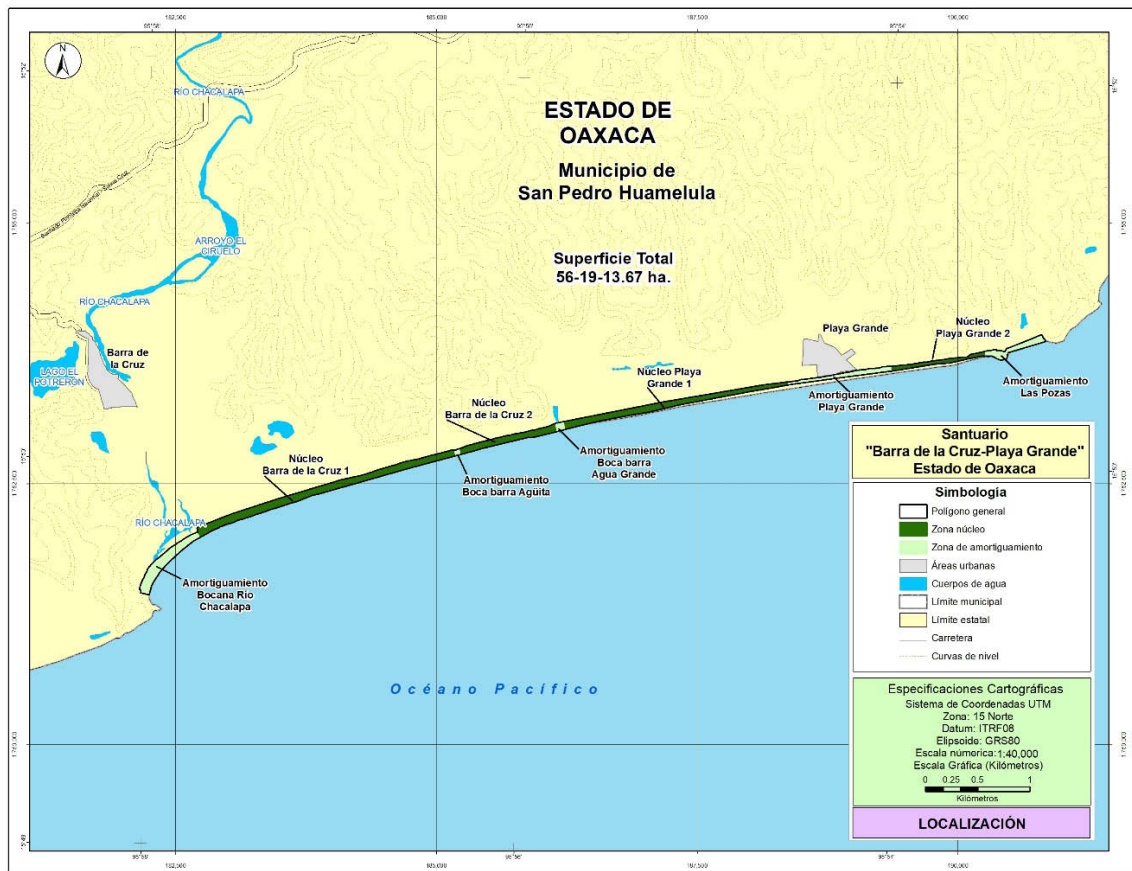 N
RÍO CHACALAPA
ESTADO DE
OAXACA
Municipio de
San Pedro Huamelula
Superficie Total
56-19-13.67 ha.
ARROYO EL
CIRUELO
RÍO CHACALAPA
Barra de
la Cruz
LAGO EL
POTRERÓN
Playa Grande
Núcleo
Playa Grande 2
Núcleo Playa
Grande 1
Amortiguamiento
Las Pozas
Amortiguamiento
Playa Grande
Núcleo
Barra de la Cruz 2
Amortiguamiento
Boca barra
Agua Grande
Núcleo
Barra de la Cruz 1
Amortiguamiento
Boca barra Agüita
RÍO CHACALAPA
Amortiguamiento
Bocana Río
Chacalapa
Océano Pacífico
Santuario
"Barra de la Cruz-Playa Grande"
Estado de Oaxaca
Simbología
Polígono general
Zona núcleo
Zona de amortiguamiento
Áreas urbanas
Cuerpos de agua
Límite municipal
Límite estatal
Carretera
Curvas de nivel
Especificaciones Cartográficas
Sistema de Coordenadas UTM
Zona: 15 Norte
Datum: ITRF08
Elipsoide: GRS80
Escala númerica:1:40,000
Escala Gráfica (Kilómetros)
0 0.25 0.5 1
Kilómetros
LOCALIZACIÓN
185,000
187,500
190,000